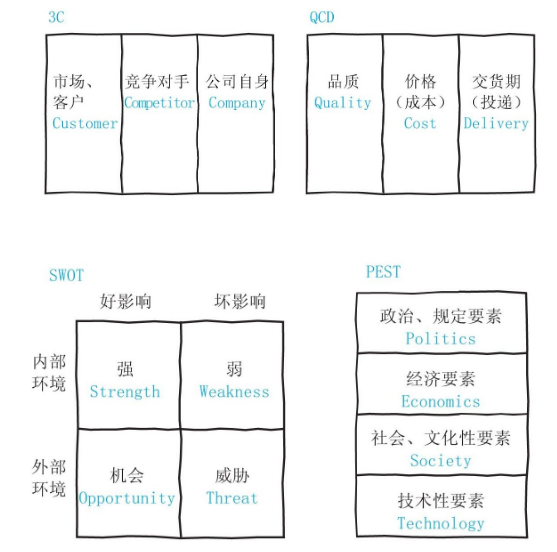 3C
市场、
客户
Customer
竞争对手
Competitor
公司自身
Company
QCD
品质
Quality
价格
（成本）
Cost
交货期
（投递）
Delivery
SWOT
好影响
坏影响
内部
环境
强
Strength
弱
Weakness
外部
环境
机会
Opportunity
威胁
Threat
PEST
政治、规定要素
Politics
经济要素
Economics
社会、文化性要素
Society
技术性要素
Technology